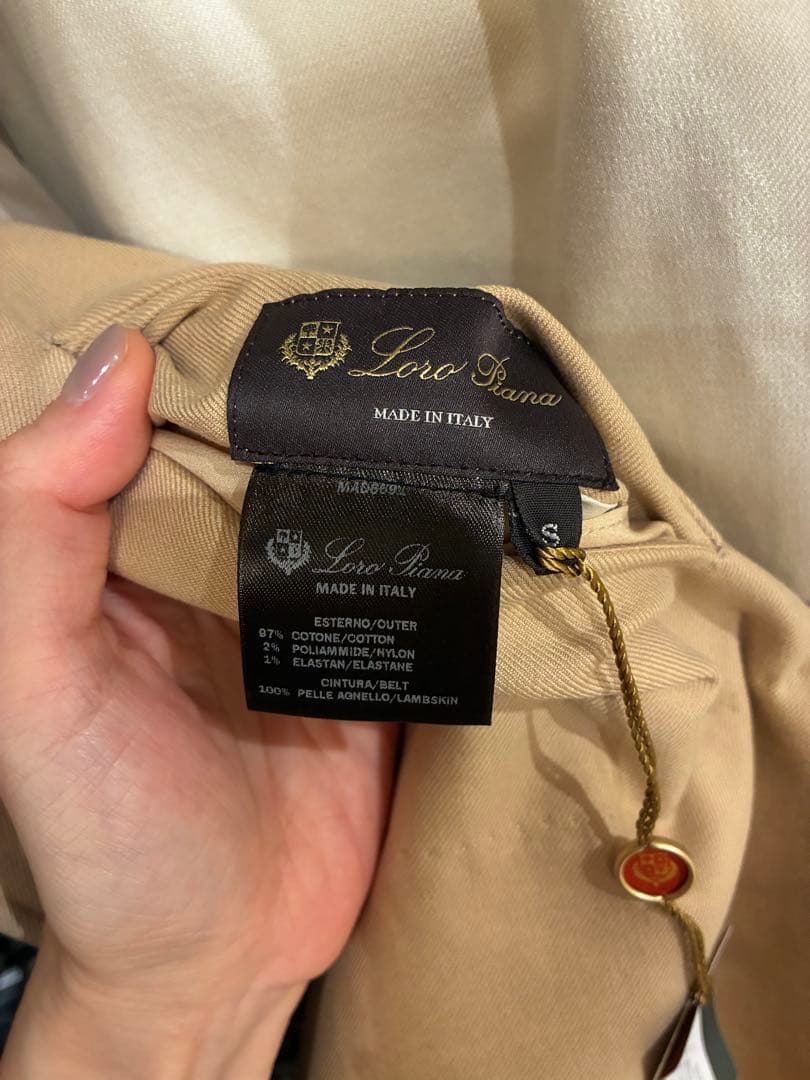 Loro Piana
MADE IN ITALY
S
Loro Piana
MADE IN ITALY
ESTERNO/OUTER
97% COTONE/COTTON
2% POLIAMMIDE/NYLON
1% ELASTAN/ELASTANE
CINTURA/BELT
100% PELLE AGNELLO/LAMBSKIN